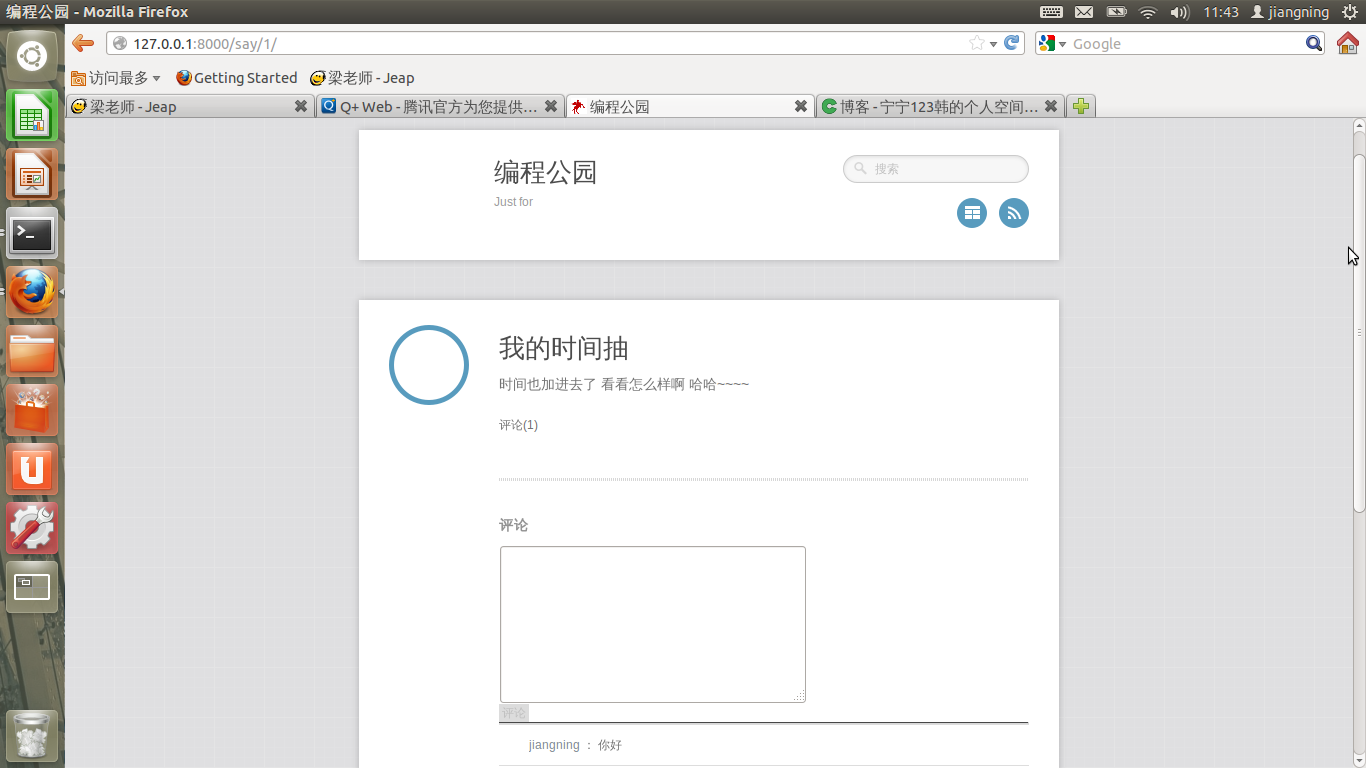 编程公园 - Mozilla Firefox
11:43 jiangning
127.0.0.1:8000/say/1/
Google
访问最多 Getting Started 梁老师 - Jeap
梁老师 - Jeap Q+ Web - 腾讯官方为您提供... 编程公园 博客 - 宁宁123韩的个人空间...
编程公园
搜索
Just for
我的时间抽
时间也加进去了 看看怎么样啊 哈哈~~~~
评论(1)
评论
评论
jiangning ： 你好